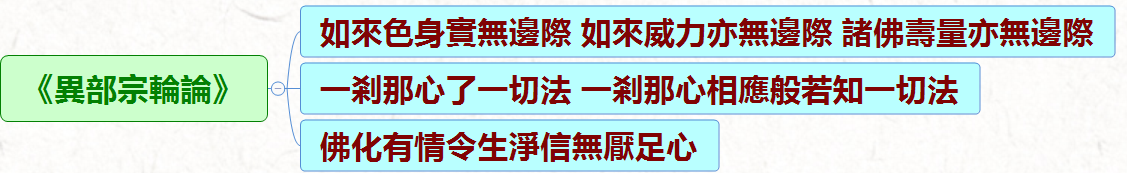 《異部宗輪論》
如來色身實無邊際 如來威力亦無邊際 諸佛壽量亦無邊際
一剎那心了一切法 一剎那心相應般若知一切法
佛化有情令生淨信無厭足心